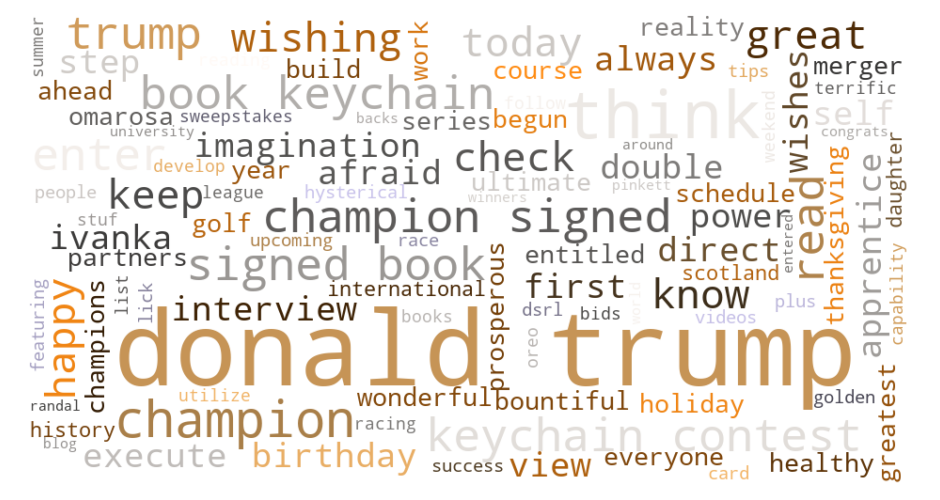 summer
trump
wishing
work
today
reality
great
step
build
course
always
tips
wishes
merger
ahead
book keychain
terrific
omarosa
sweepstakes
backs
series
begun
follow
think
weekend
self
university
imagination
congrats
enter
develop
year
afraid
check
double
around
thanksgiving
apprentice
daughter
people
keep
league
hysterical
ultimate
winners
pinkett
schedule
read
stuf
golf
champion signed
power
entered
ivanka
upcoming
race
partners
signed book
prosperous
entitled
direct
scotland
capability
featuring
happy
champions
list
lick
international
first
know
world
plus
interview
books
dsrl
bids
videos
donald trump
oreo
greatest
utilize
wonderful
bountiful
holiday
golden
randal
champion
racing
history
blog
keychain contest
execute
birthday
success
view
everyone
card
healthy